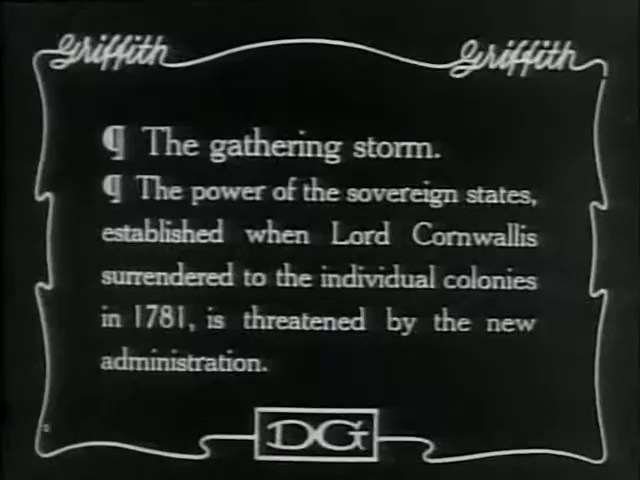 Griffith Griffith
¶ The gathering storm.
¶ The power of the sovereign states,
established when Lord Cornwallis
surrendered to the individual colonies
in 1781, is threatened by the new
administration.
DG